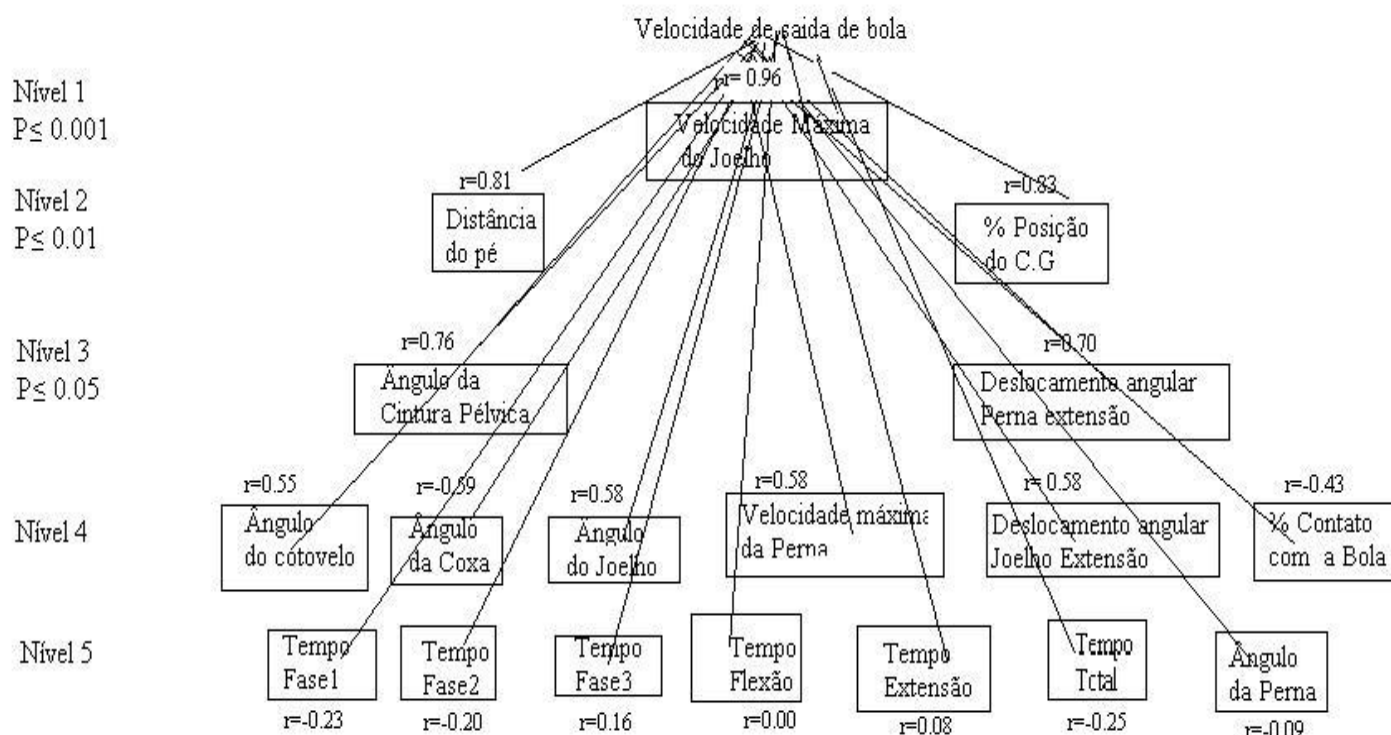 Velocidade de saida de bola
r= 0.96
Nível 1
P≤ 0.001
Velocidade Máxima
do Joelho
Nível 2
P≤ 0.01
r=0.81
Distância
do pé
r=0.83
% Posição
do C.G
Nível 3
P≤ 0.05
r=0.76
Ângulo da
Cintura Pélvica
r=0.70
Deslocamento angular
Perna extensão
Nível 4
r=0.55
Ângulo
do cotovelo
r=-0.59
Ângulo
da Coxa
r=0.58
Ângulo
do Joelho
r=0.58
Velocidade máxima
da Perna
r= 0.58
Deslocamento angular
Joelho Extensão
r=-0.43
% Contato
com a Bola
Nível 5
Tempo
Fase1
r=-0.23
Tempo
Fase2
r=-0.20
Tempo
Fase3
r=0.16
Tempo
Flexão
r=0.00
Tempo
Extensão
r=0.08
Tempo
Total
r=-0.25
Ângulo
da Perna
r=-0.09